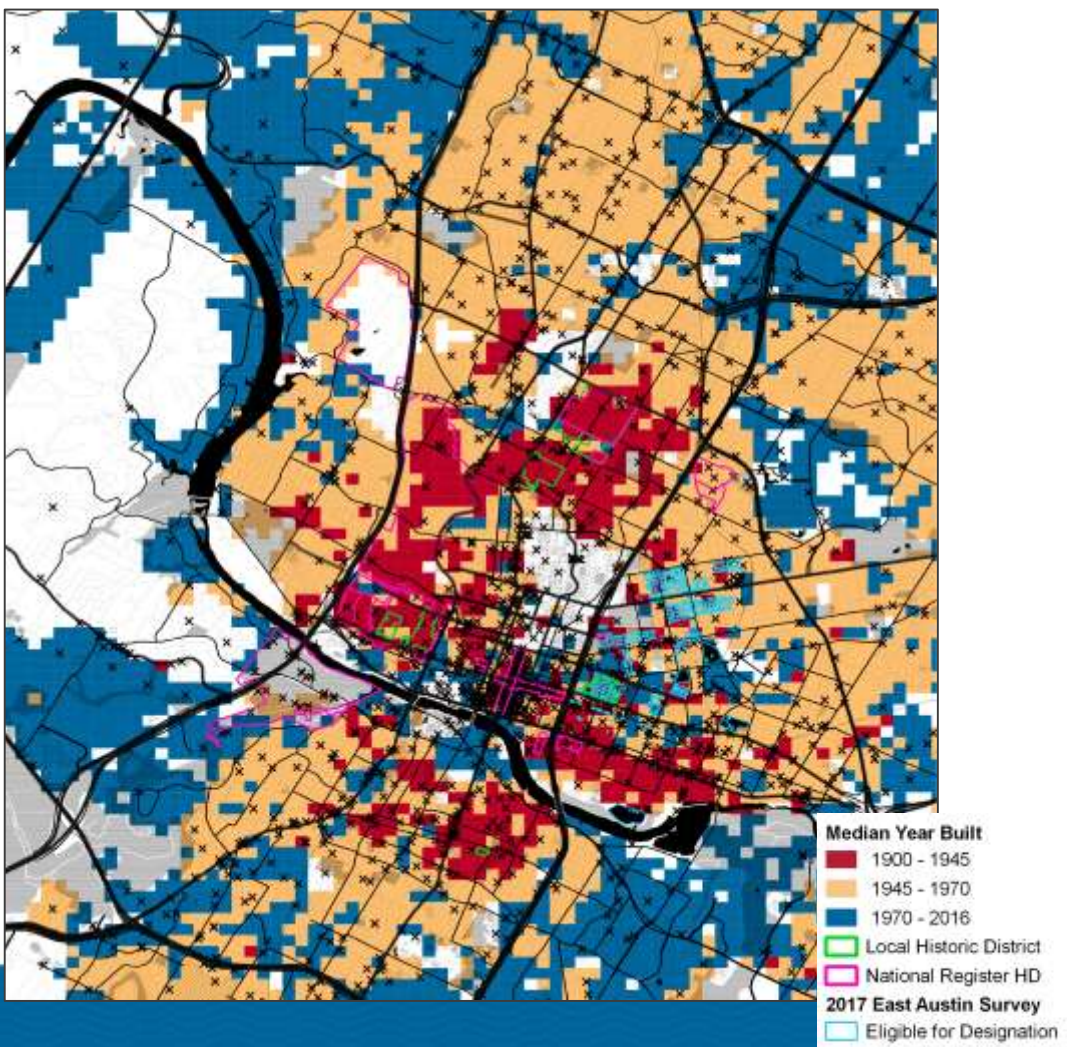 Median Year Built
1900 - 1945
1945 - 1970
1970 - 2016
Local Historic District
National Register HD
2017 East Austin Survey
Eligible for Designation